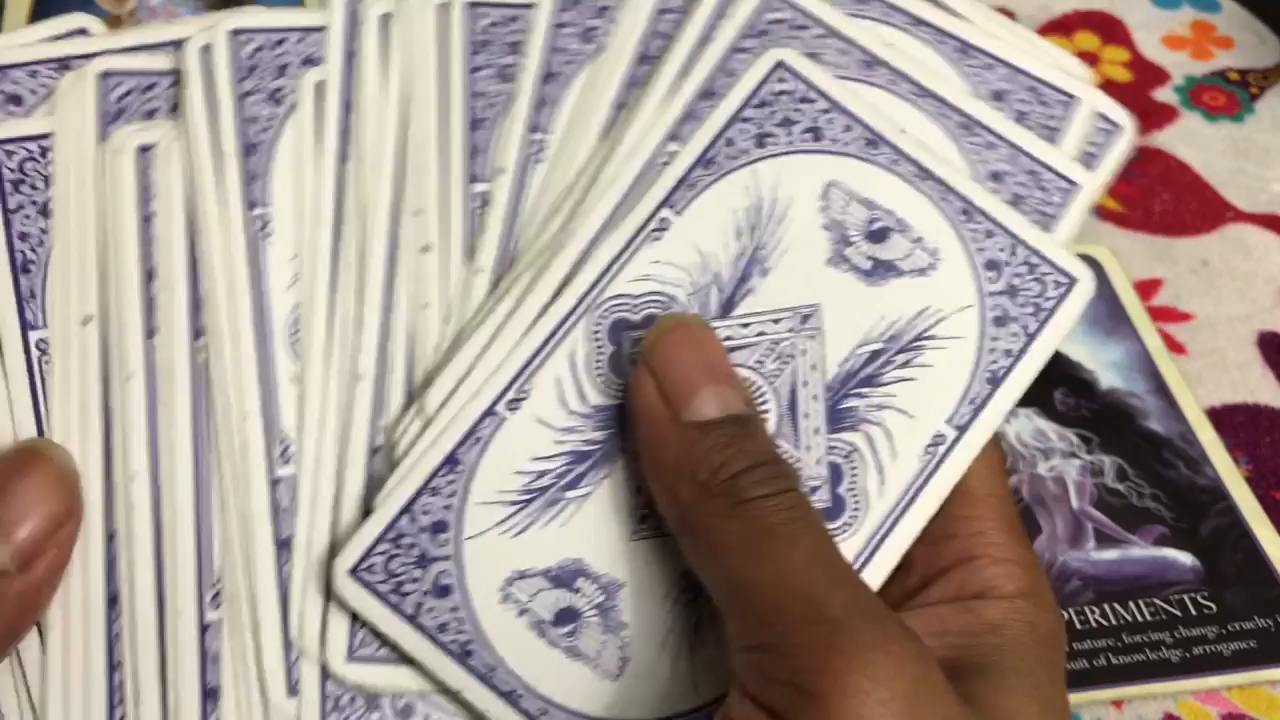 PERIMENTS
nature, forcing change, cruelty
suit of knowledge, arrogance